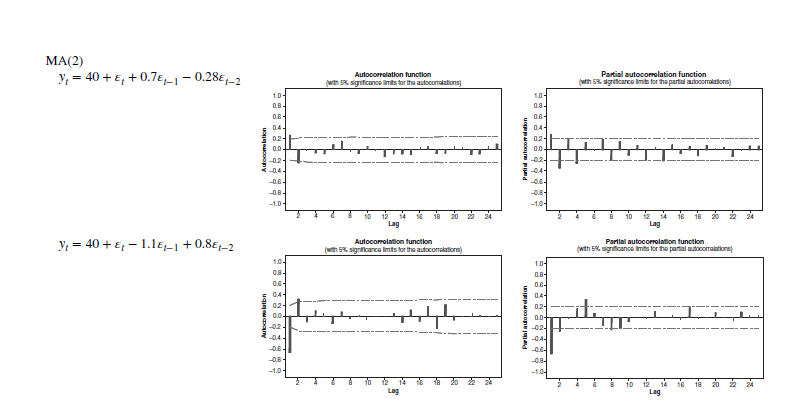 MA(2)
yₜ = 40 + εₜ + 0.7εₜ₋₁ − 0.28εₜ₋₂
Autocorrelation function
(with 5% significance limits for the autocorrelations)
1.0
0.8
0.6
0.4
0.2
0.0
−0.2
−0.4
−0.6
−0.8
−1.0
Autocorrelation
2 4 6 8 10 12 14 16 18 20 22 24
Lag
Partial autocorrelation function
(with 5% significance limits for the partial autocorrelations)
1.0
0.8
0.6
0.4
0.2
0.0
−0.2
−0.4
−0.6
−0.8
−1.0
Partial autocorrelation
2 4 6 8 10 12 14 16 18 20 22 24
Lag
yₜ = 40 + εₜ − 1.1εₜ₋₁ + 0.8εₜ₋₂
Autocorrelation function
(with 5% significance limits for the autocorrelations)
1.0
0.8
0.6
0.4
0.2
0.0
−0.2
−0.4
−0.6
−0.8
−1.0
Autocorrelation
2 4 6 8 10 12 14 16 18 20 22 24
Lag
Partial autocorrelation function
(with 5% significance limits for the partial autocorrelations)
1.0
0.8
0.6
0.4
0.2
0.0
−0.2
−0.4
−0.6
−0.8
−1.0
Partial autocorrelation
2 4 6 8 10 12 14 16 18 20 22 24
Lag